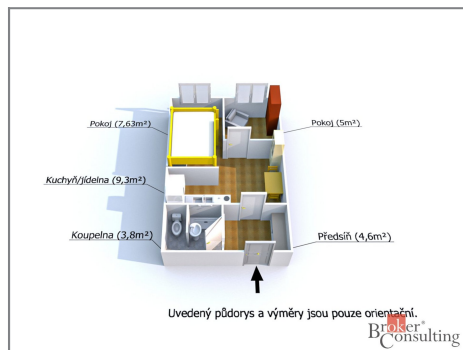 Pokoj (7,63m²)
Pokoj (5m²)
Kuchyň/jídelna (9,3m²)
Koupelna (3,8m²)
Předsíň (4,6m²)
Uvedený půdorys a výměry jsou pouze orientační.
Broker
Consulting